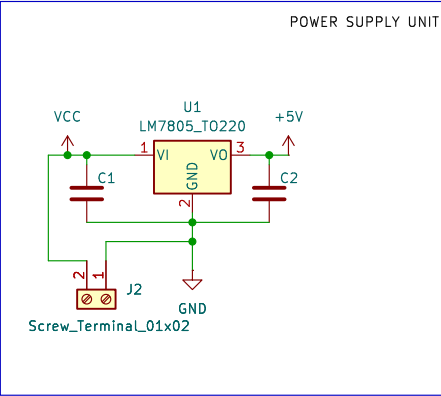 POWER SUPPLY UNIT
U1
VCC
LM7805_TO220
+5V
1
VI
VO
3
GND
2
C1
C2
2
1
J2
GND
Screw_Terminal_01x02